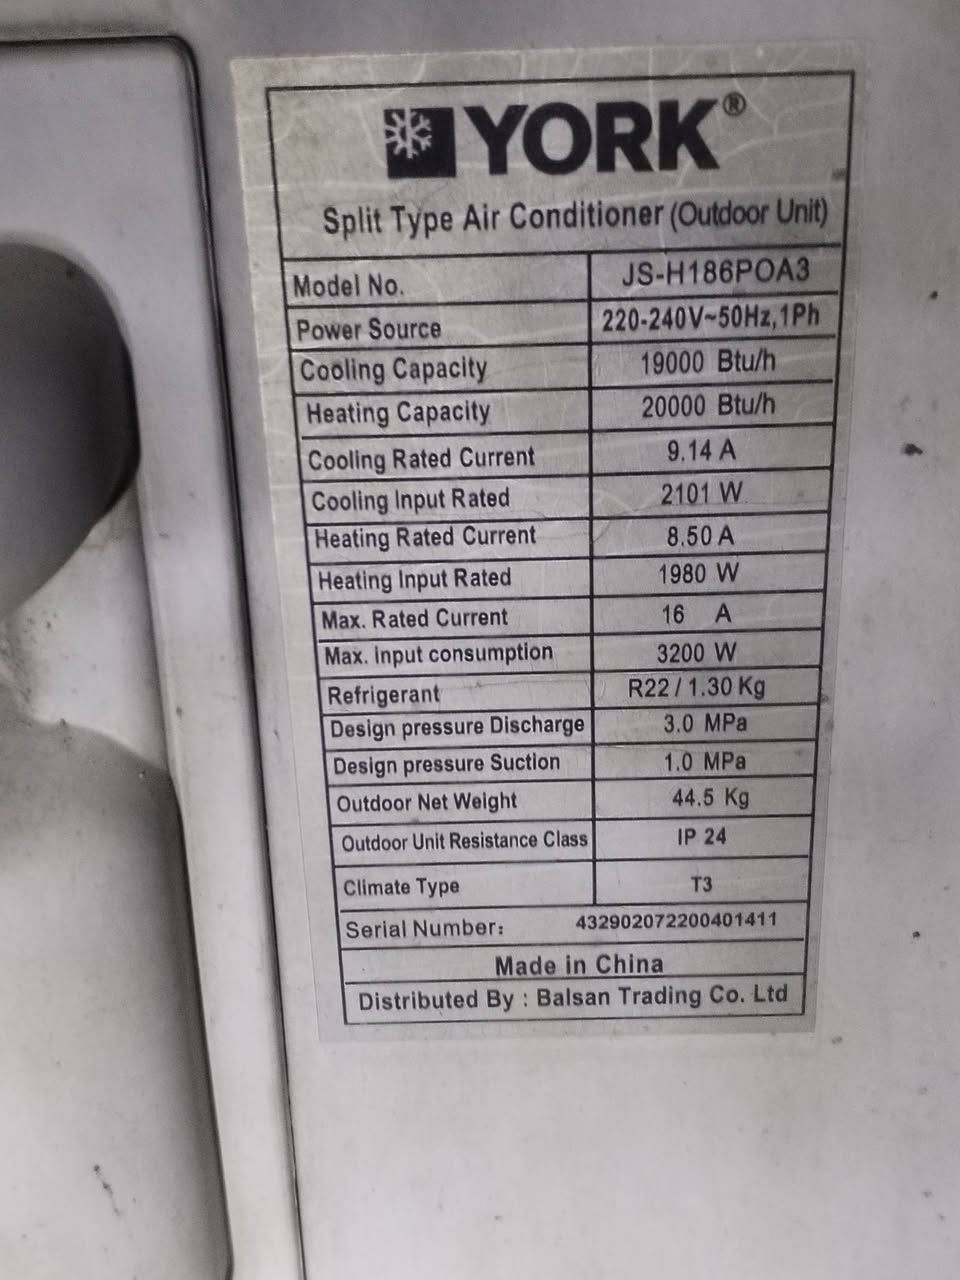 YORK®
Split Type Air Conditioner (Outdoor Unit)
Model No. JS-H186POA3
Power Source 220-240V~50Hz,1Ph
Cooling Capacity 19000 Btu/h
Heating Capacity 20000 Btu/h
Cooling Rated Current 9.14 A
Cooling Input Rated 2101 W
Heating Rated Current 8.50 A
Heating Input Rated 1980 W
Max. Rated Current 16 A
Max. input consumption 3200 W
Refrigerant R22 / 1.30 Kg
Design pressure Discharge 3.0 MPa
Design pressure Suction 1.0 MPa
Outdoor Net Weight 44.5 Kg
Outdoor Unit Resistance Class IP 24
Climate Type T3
Serial Number: 432902072200401411
Made in China
Distributed By : Balsan Trading Co. Ltd